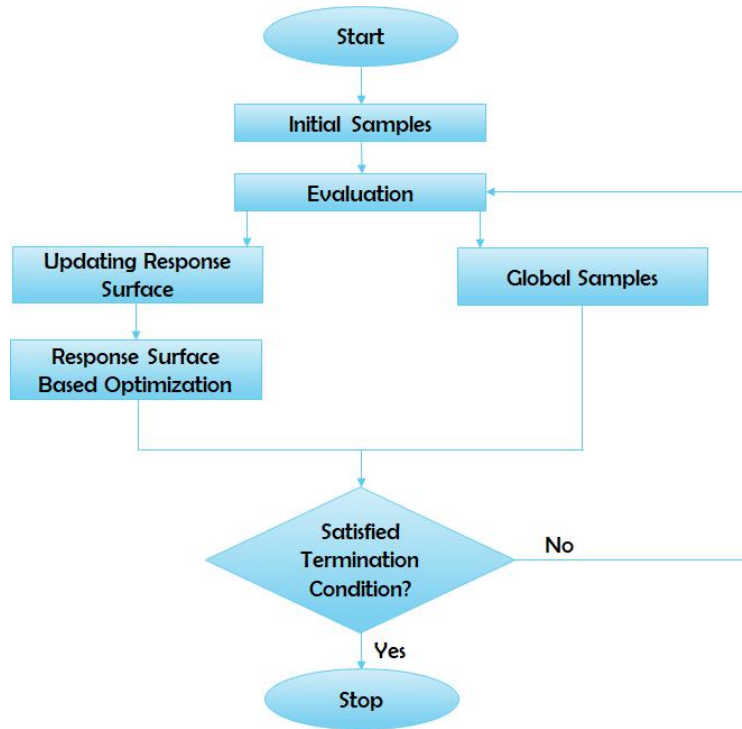 Start
Initial Samples
Evaluation
Updating Response
Surface
Global Samples
Response Surface
Based Optimization
Satisfied
Termination
Condition?
No
Yes
Stop